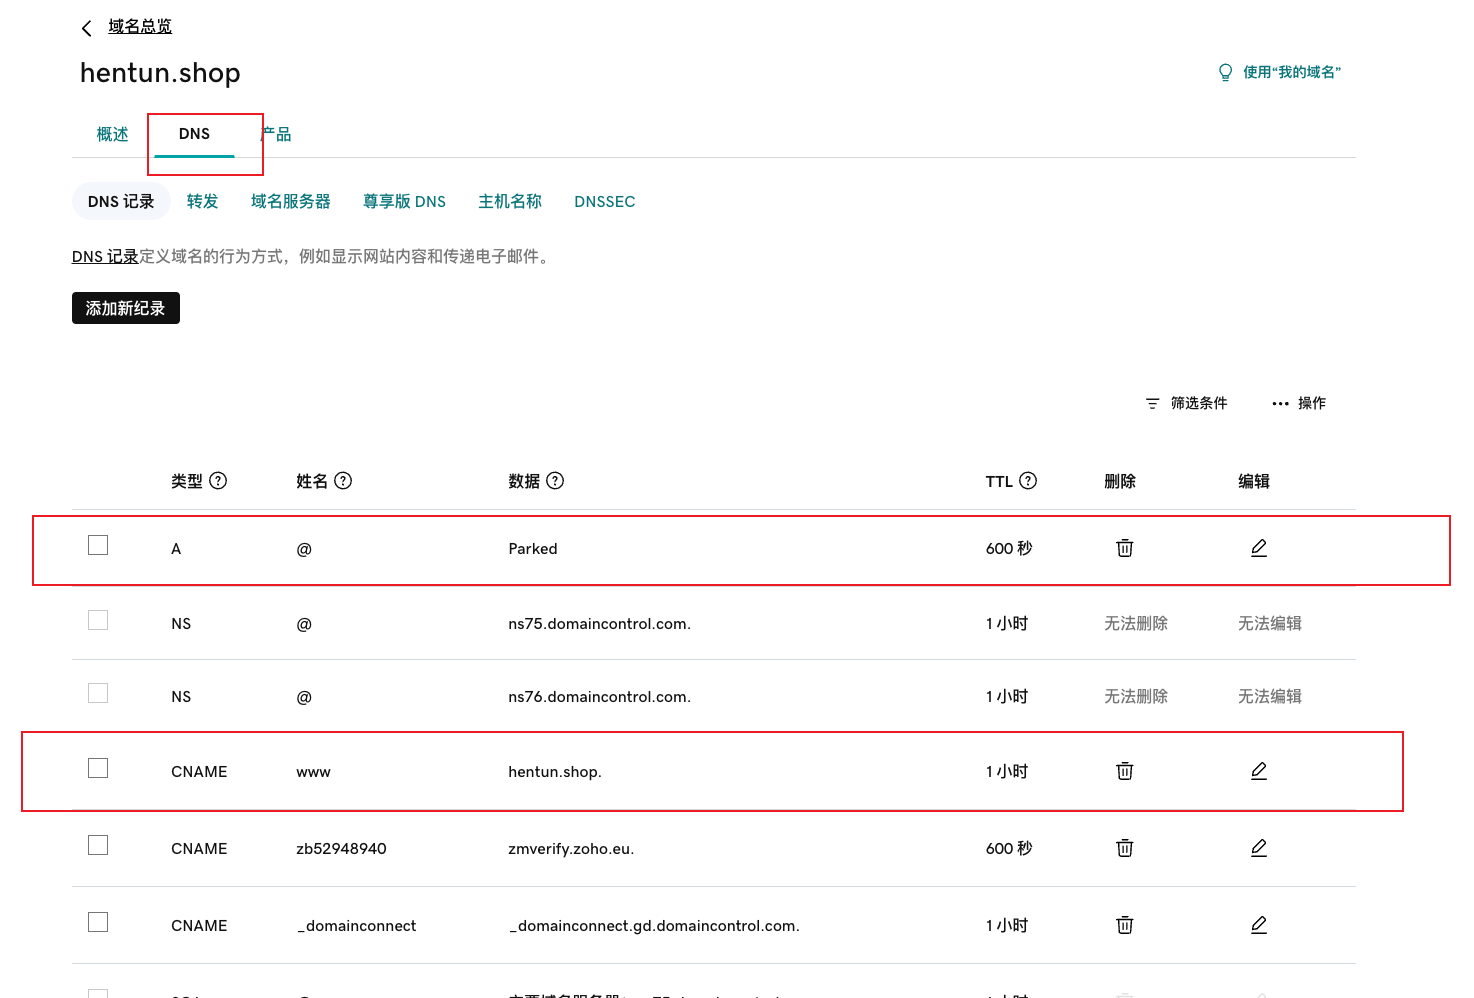 域名总览
hentun.shop
使用“我的域名”
概述 DNS 产品
DNS 记录 转发 域名服务器 尊享版 DNS 主机名称 DNSSEC
DNS 记录定义域名的行为方式，例如显示网站内容和传递电子邮件。
添加新纪录
筛选条件 ••• 操作
类型 ? 姓名 ? 数据 ? TTL ? 删除 编辑
A @ Parked 600 秒
NS @ ns75.domaincontrol.com. 1 小时 无法删除 无法编辑
NS @ ns76.domaincontrol.com. 1 小时 无法删除 无法编辑
CNAME www hentun.shop. 1 小时
CNAME zb52948940 zmverify.zoho.eu. 600 秒
CNAME _domainconnect _domainconnect.gd.domaincontrol.com. 1 小时